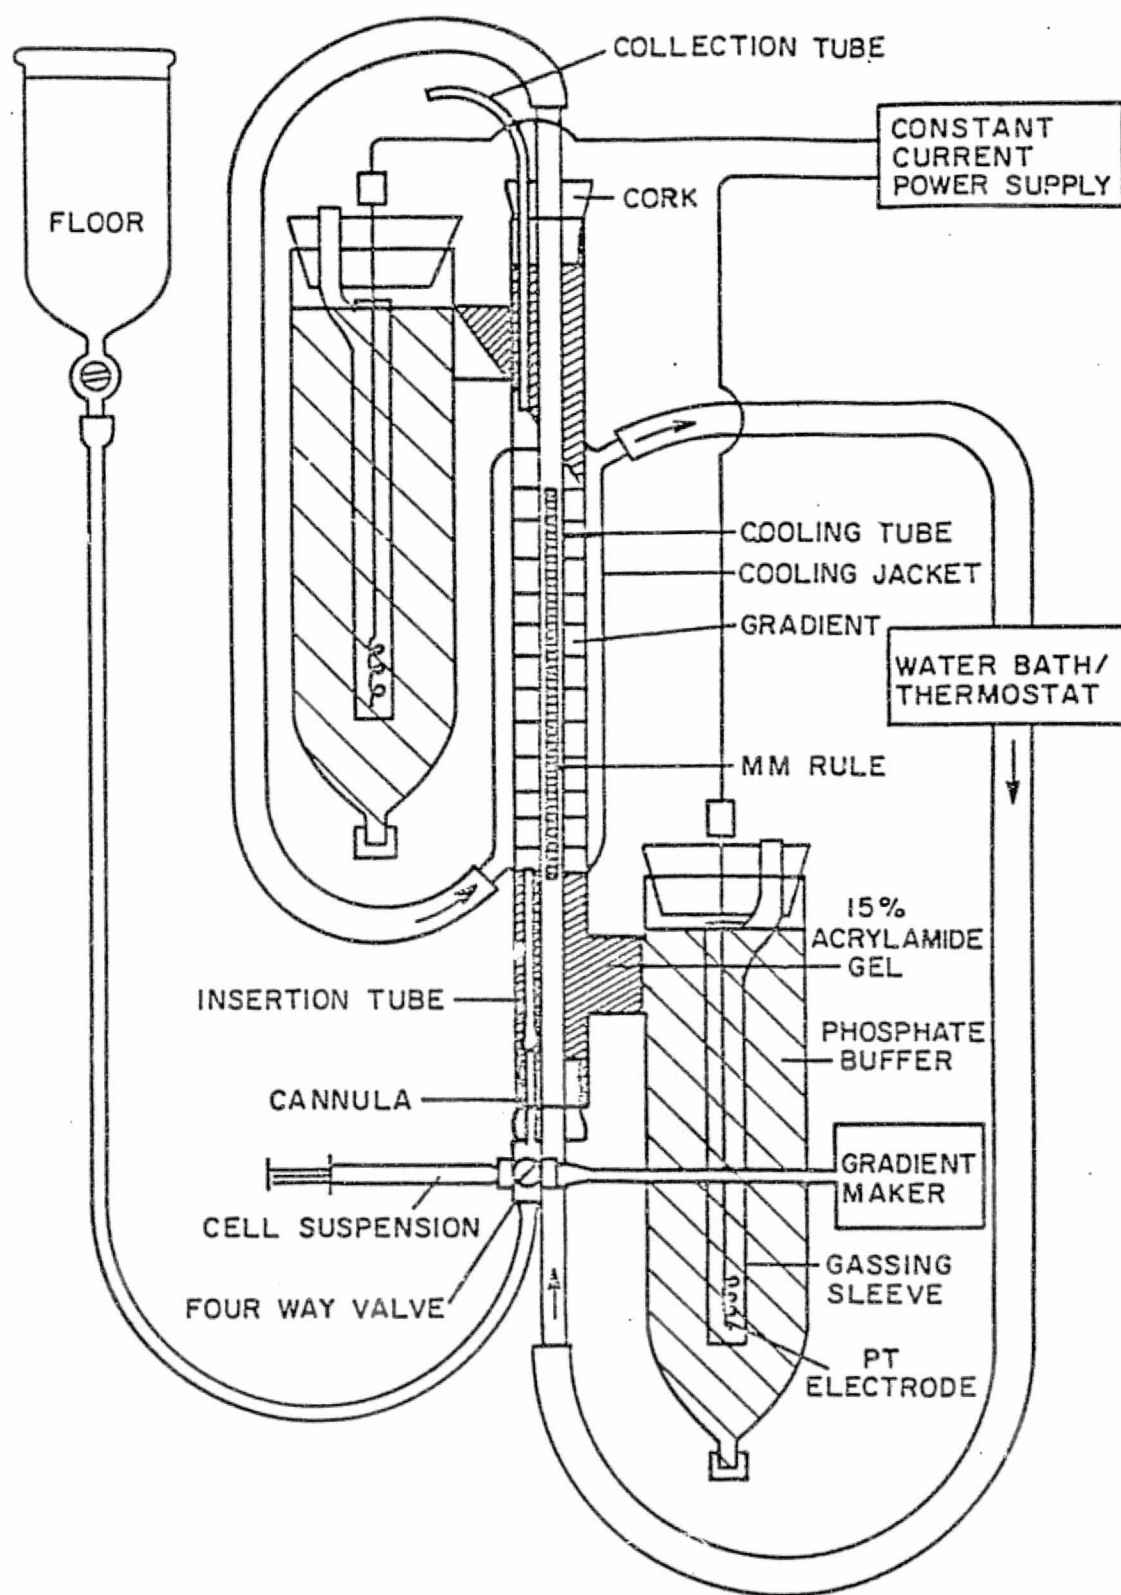 COLLECTION TUBE
CONSTANT
CURRENT
POWER SUPPLY
CORK
FLOOR
COOLING TUBE
COOLING JACKET
GRADIENT
WATER BATH/
THERMOSTAT
MM RULE
15%
ACRYLAMIDE
GEL
INSERTION TUBE
PHOSPHATE
BUFFER
CANNULA
GRADIENT
MAKER
CELL SUSPENSION
GASSING
SLEEVE
FOUR WAY VALVE
PT
ELECTRODE